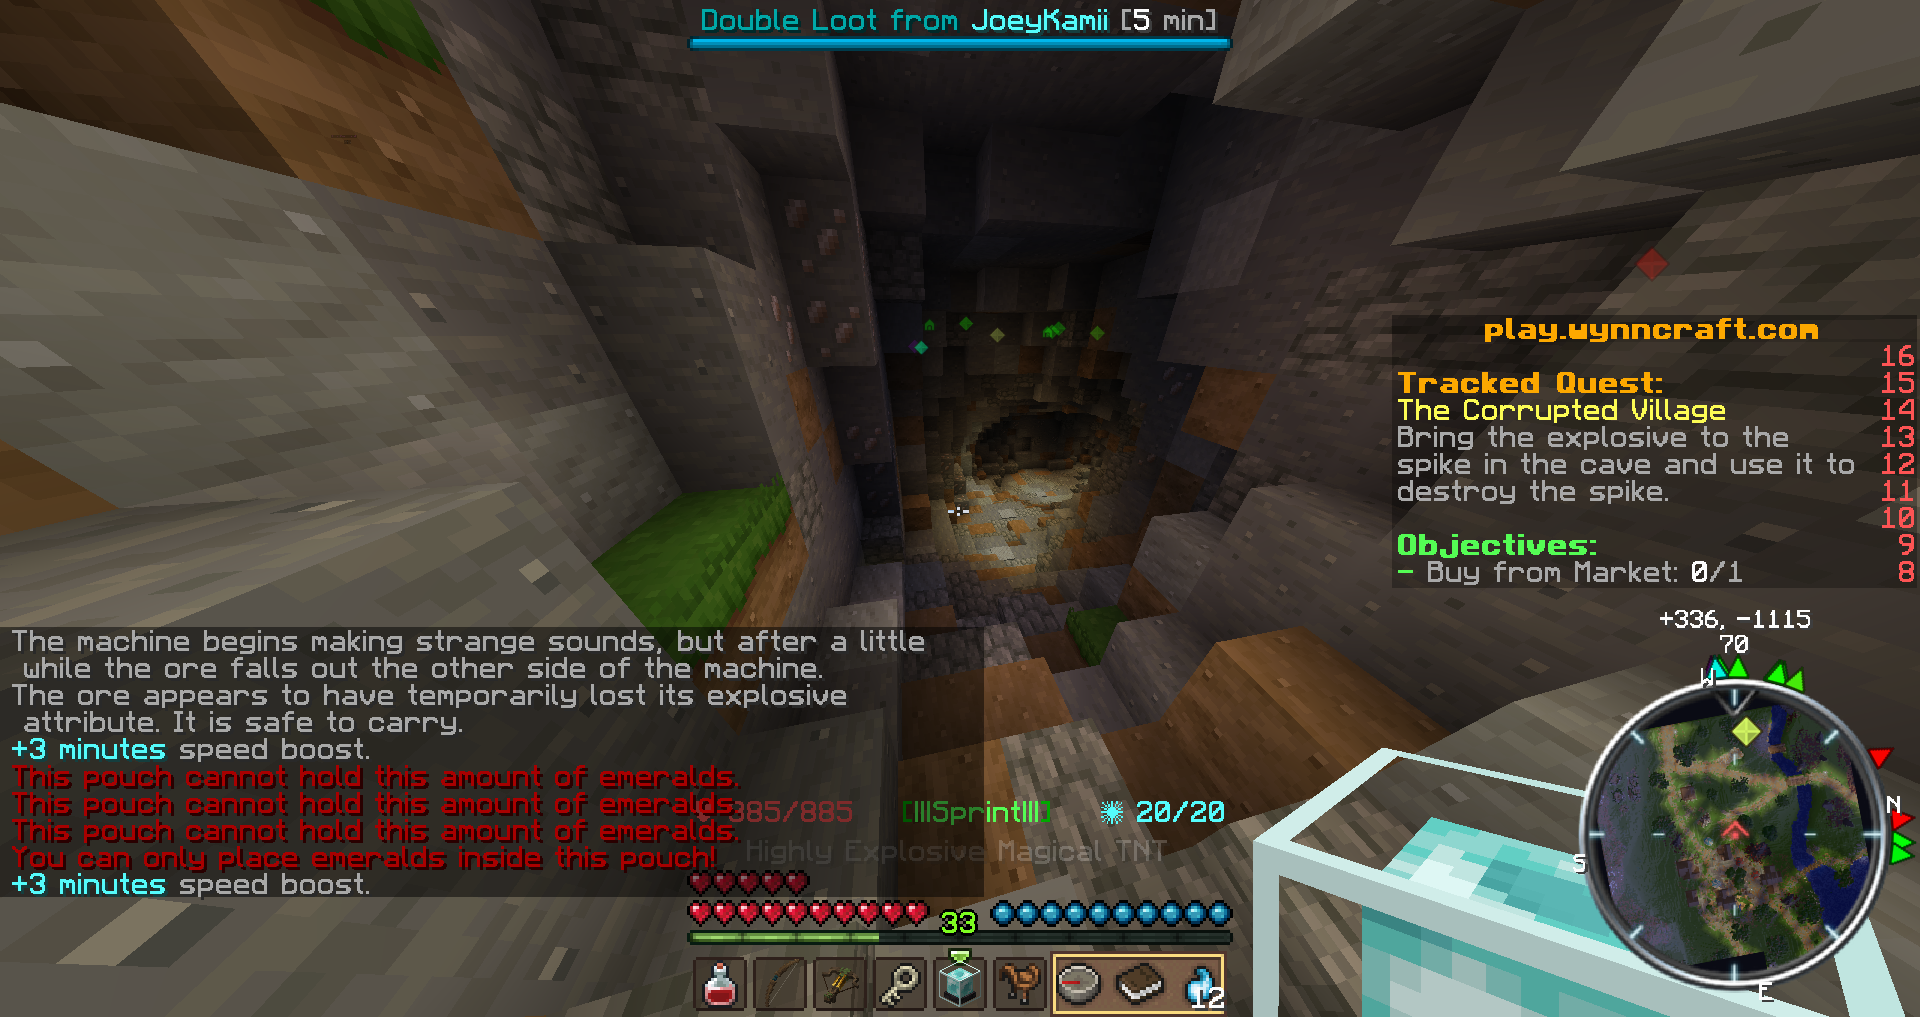 Double Loot from JoeyKamii [5 min]
play.wynncraft.com
16
Tracked Quest: 15
The Corrupted Village 14
Bring the explosive to the 13
spike in the cave and use it to 12
destroy the spike. 11
10
Objectives: 9
- Buy from Market: 0/1 8
+336, -1115
70
W
N
S
E
The machine begins making strange sounds, but after a little
while the ore falls out the other side of the machine.
The ore appears to have temporarily lost its explosive
attribute. It is safe to carry.
+3 minutes speed boost.
This pouch cannot hold this amount of emeralds.
This pouch cannot hold this amount of emeralds.
This pouch cannot hold this amount of emeralds.
You can only place emeralds inside this pouch!
+3 minutes speed boost.
385/885 [|||Sprint|||] 20/20
Highly Explosive Magical TNT
33
12